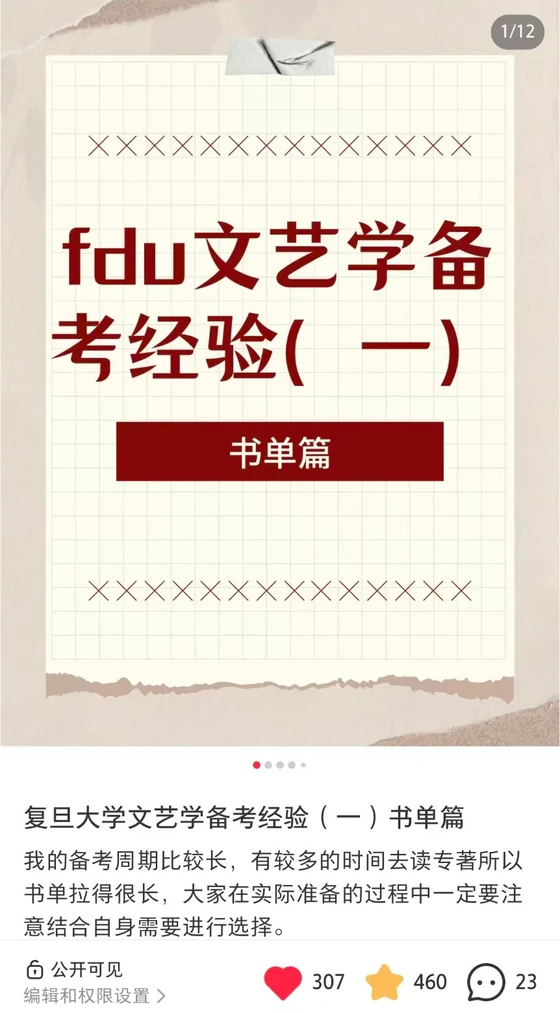 1/12
fdu文艺学备
考经验(一)
书单篇
复旦大学文艺学备考经验（一）书单篇
我的备考周期比较长，有较多的时间去读专著所以
书单拉得很长，大家在实际准备的过程中一定要注
意结合自身需要进行选择。
公开可见
编辑和权限设置 >
307
460
23